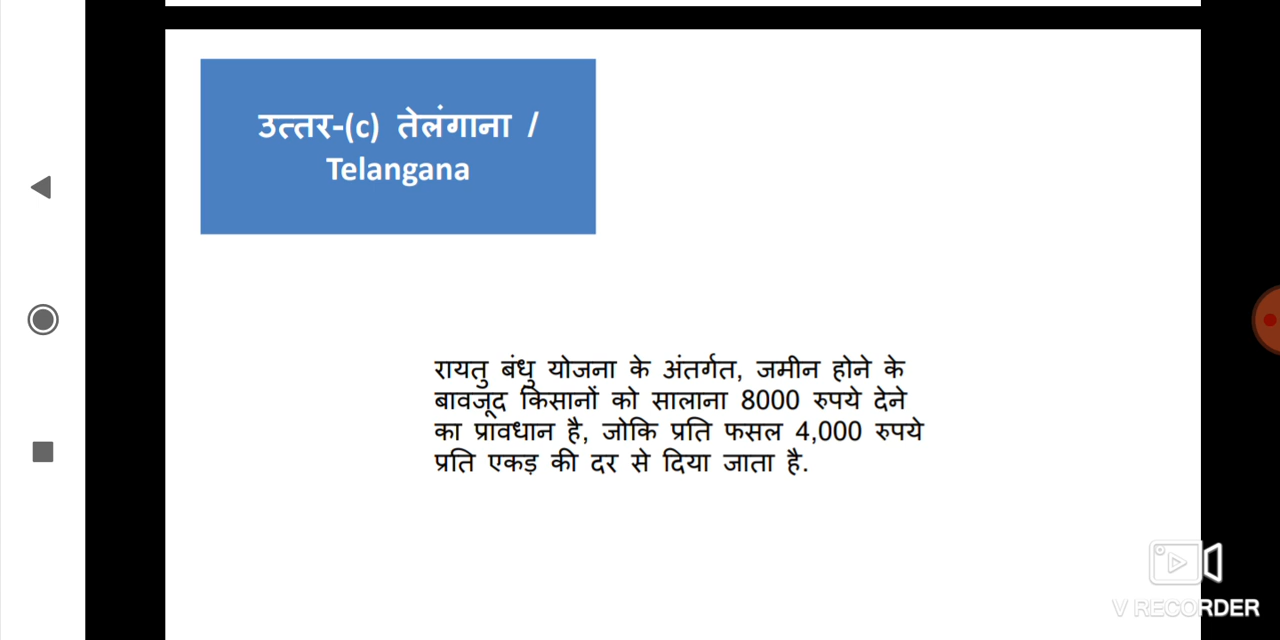 उत्तर-(c) तेलंगाना /
Telangana
रायतु बंधु योजना के अंतर्गत, जमीन होने के
बावजूद किसानों को सालाना 8000 रुपये देने
का प्रावधान है, जोकि प्रति फसल 4,000 रुपये
प्रति एकड़ की दर से दिया जाता है.
V RECORDER